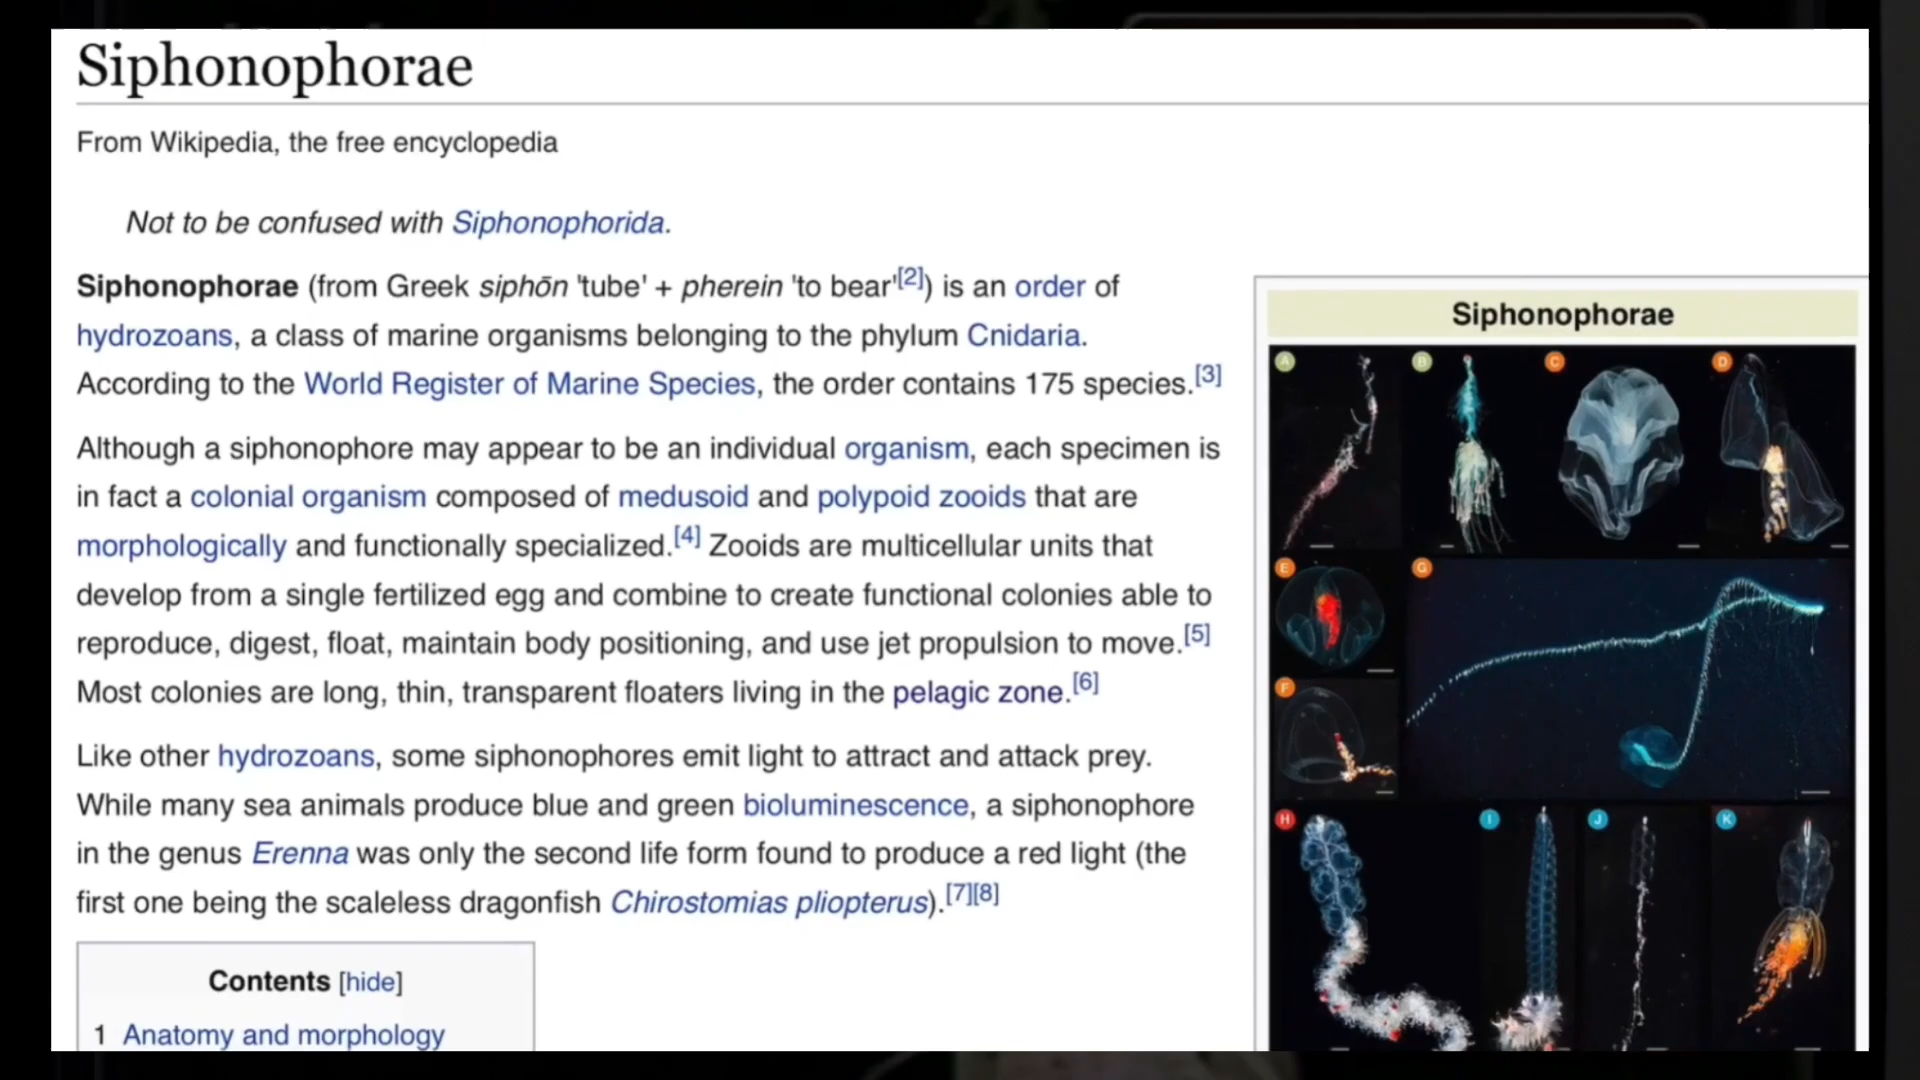 Siphonophorae
From Wikipedia, the free encyclopedia
Not to be confused with Siphonophorida.
Siphonophorae (from Greek siphōn 'tube' + pherein 'to bear'[2]) is an order of
hydrozoans, a class of marine organisms belonging to the phylum Cnidaria.
According to the World Register of Marine Species, the order contains 175 species.[3]
Although a siphonophore may appear to be an individual organism, each specimen is
in fact a colonial organism composed of medusoid and polypoid zooids that are
morphologically and functionally specialized.[4] Zooids are multicellular units that
develop from a single fertilized egg and combine to create functional colonies able to
reproduce, digest, float, maintain body positioning, and use jet propulsion to move.[5]
Most colonies are long, thin, transparent floaters living in the pelagic zone.[6]
Like other hydrozoans, some siphonophores emit light to attract and attack prey.
While many sea animals produce blue and green bioluminescence, a siphonophore
in the genus Erenna was only the second life form found to produce a red light (the
first one being the scaleless dragonfish Chirostomias pliopterus).[7][8]
Contents [hide]
1 Anatomy and morphology
Siphonophorae
A B C D
E G
F
H I J K